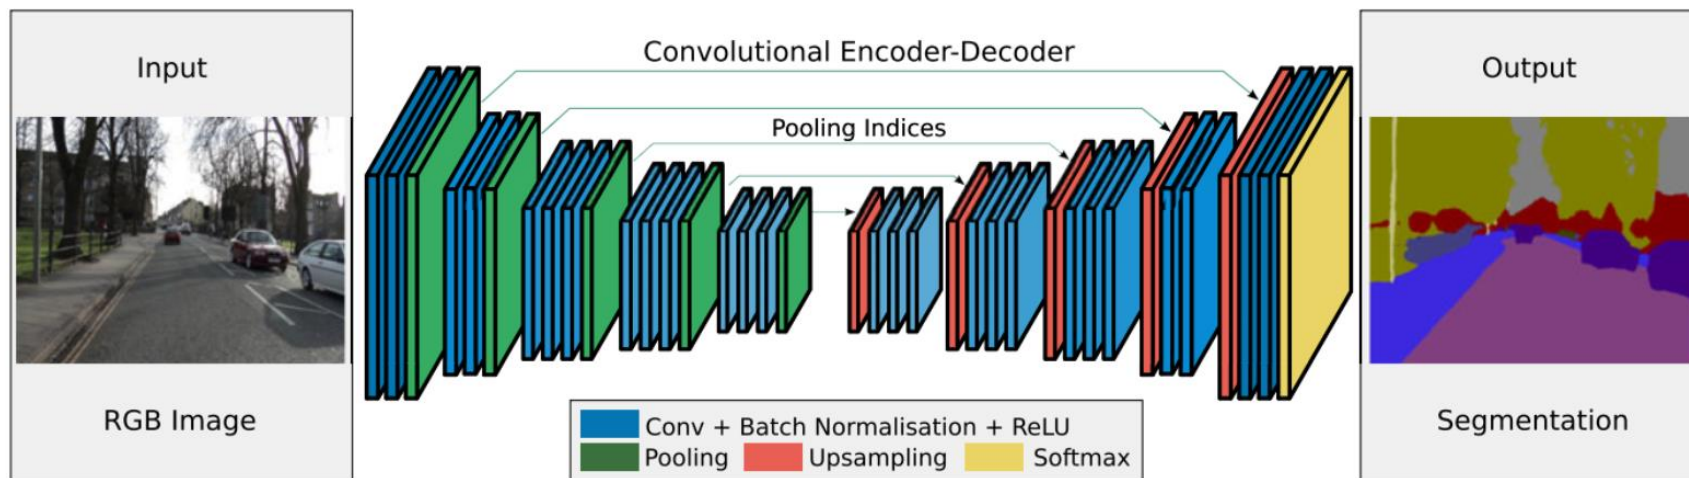 Input
RGB Image
Convolutional Encoder-Decoder
Pooling Indices
Conv + Batch Normalisation + ReLU
Pooling
Upsampling
Softmax
Output
Segmentation